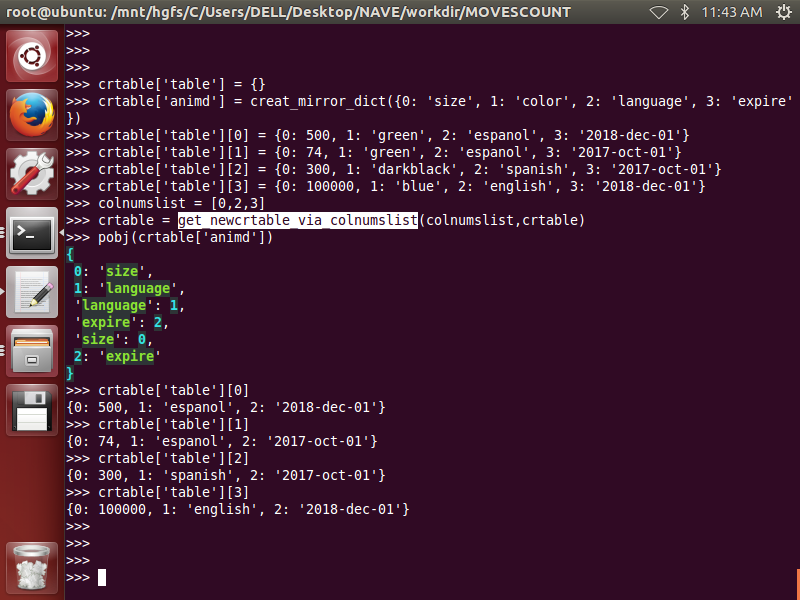 root@ubuntu: /mnt/hgfs/C/Users/DELL/Desktop/NAVE/workdir/MOVESCOUNT
11:43 AM
>>>
>>>
>>>
>>> crtable['table'] = {}
>>> crtable['animd'] = creat_mirror_dict({0: 'size', 1: 'color', 2: 'language', 3: 'expire'
})
>>> crtable['table'][0] = {0: 500, 1: 'green', 2: 'espanol', 3: '2018-dec-01'}
>>> crtable['table'][1] = {0: 74, 1: 'green', 2: 'espanol', 3: '2017-oct-01'}
>>> crtable['table'][2] = {0: 300, 1: 'darkblack', 2: 'spanish', 3: '2017-oct-01'}
>>> crtable['table'][3] = {0: 100000, 1: 'blue', 2: 'english', 3: '2018-dec-01'}
>>> colnumslist = [0,2,3]
>>> crtable = get_newcrtable_via_colnumslist(colnumslist,crtable)
>>> pobj(crtable['animd'])
{
0: 'size',
1: 'language',
'language': 1,
'expire': 2,
'size': 0,
2: 'expire'
}
>>> crtable['table'][0]
{0: 500, 1: 'espanol', 2: '2018-dec-01'}
>>> crtable['table'][1]
{0: 74, 1: 'espanol', 2: '2017-oct-01'}
>>> crtable['table'][2]
{0: 300, 1: 'spanish', 2: '2017-oct-01'}
>>> crtable['table'][3]
{0: 100000, 1: 'english', 2: '2018-dec-01'}
>>>
>>>
>>>
>>>